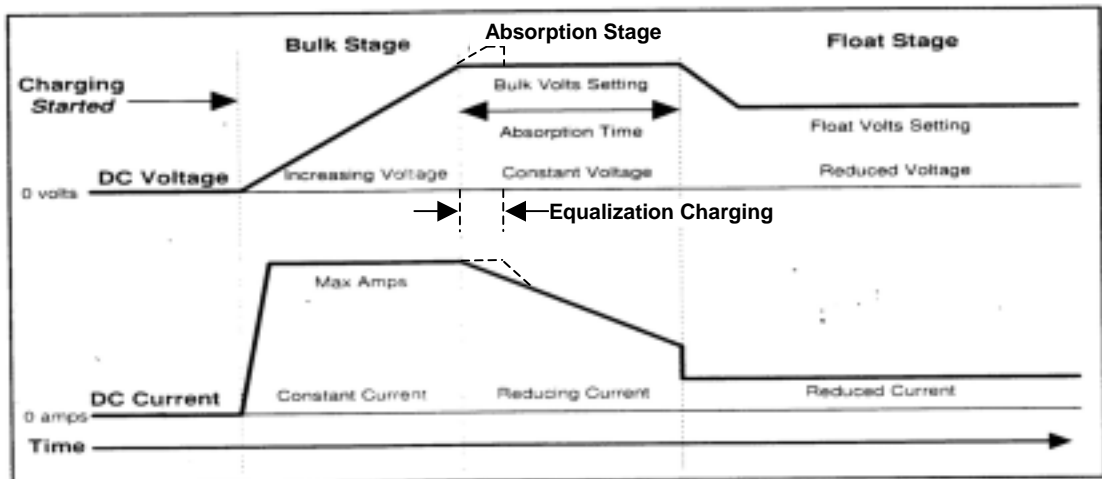 Bulk Stage
Absorption Stage
Float Stage
Charging
Started
Bulk Volts Setting
Absorption Time
Float Volts Setting
DC Voltage
Increasing Voltage
Constant Voltage
Reduced Voltage
0 volts
Equalization Charging
Max Amps
DC Current
Constant Current
Reducing Current
Reduced Current
0 amps
Time